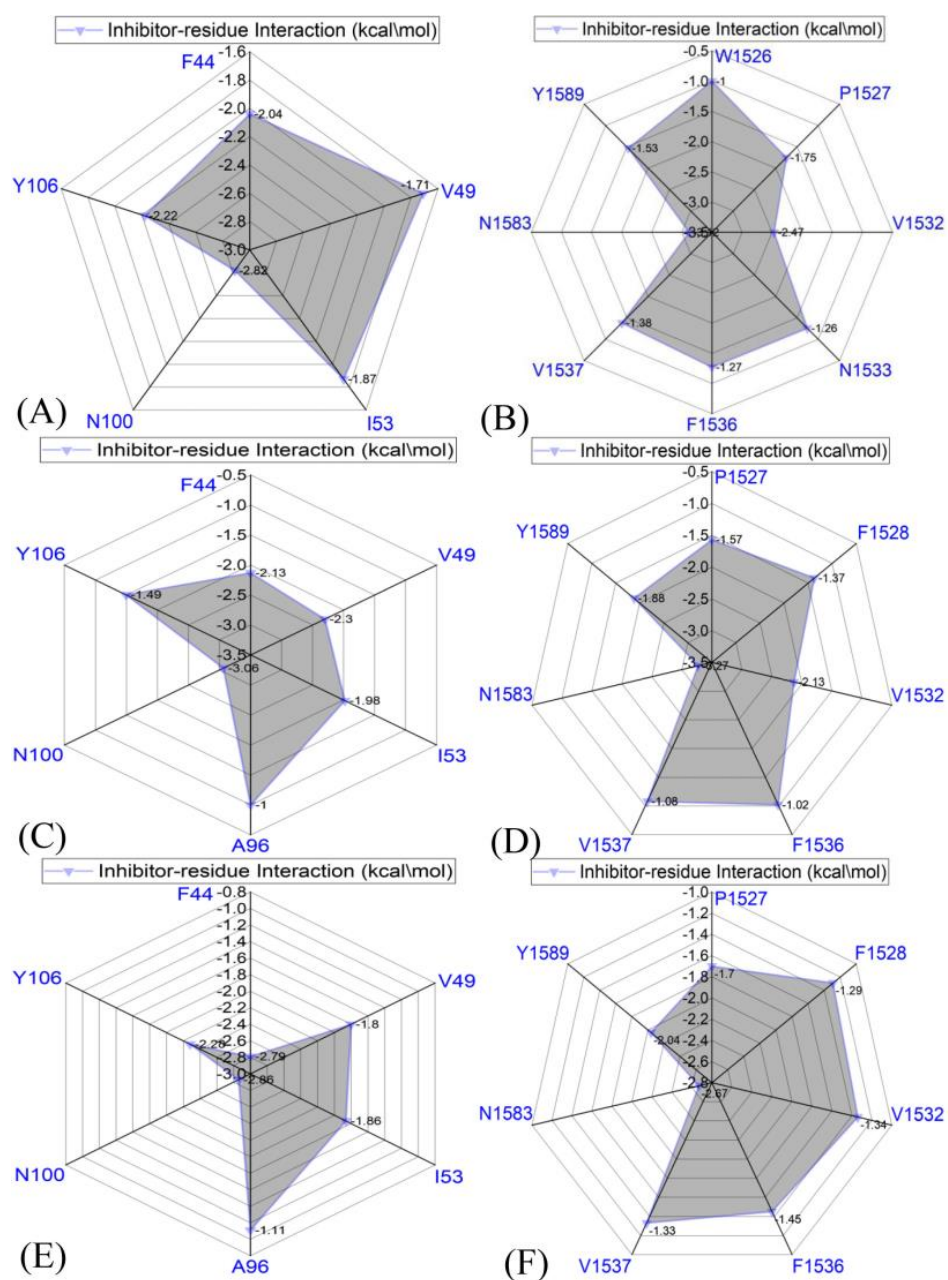 Inhibitor-residue Interaction (kcal\mol)
-1.6
F44
-1.8
-2.0
-2.04
-2.2
-2.4
-2.6
-2.8
-3.0
Y106
-2.22
-1.71
V49
-2.82
-1.87
N100
I53
(A)
Inhibitor-residue Interaction (kcal\mol)
-0.5
W1526
-1.0
-1
-1.5
-2.0
-2.5
-3.0
Y1589
P1527
-1.53
-1.75
N1583
-2.47
V1532
-1.38
-1.26
V1537
N1533
-1.27
F1536
(B)
Inhibitor-residue Interaction (kcal\mol)
-0.5
F44
-1.0
-1.5
-2.0
-2.13
-2.5
-3.0
-3.5
Y106
V49
-1.49
-2.3
-3.06
-1.98
N100
I53
-1
A96
(C)
Inhibitor-residue Interaction (kcal\mol)
-0.5
P1527
-1.0
-1.5
-1.57
-2.0
-2.5
-3.0
-3.5
Y1589
F1528
-1.88
-1.37
-2.13
N1583
V1532
-1.08
-1.02
V1537
F1536
(D)
Inhibitor-residue Interaction (kcal\mol)
-0.8
F44
-1.0
-1.2
-1.4
-1.6
-1.8
-2.0
-2.2
-2.4
-2.6
-2.8
-2.79
-3.0
Y106
V49
-1.8
-2.86
-1.86
N100
I53
-1.11
A96
(E)
Inhibitor-residue Interaction (kcal\mol)
-1.0
P1527
-1.2
-1.4
-1.6
-1.7
-1.8
-2.0
-2.2
-2.4
-2.6
-2.8
Y1589
F1528
-1.29
-2.04
-2.67
N1583
V1532
-1.34
-1.33
-1.45
V1537
F1536
(F)